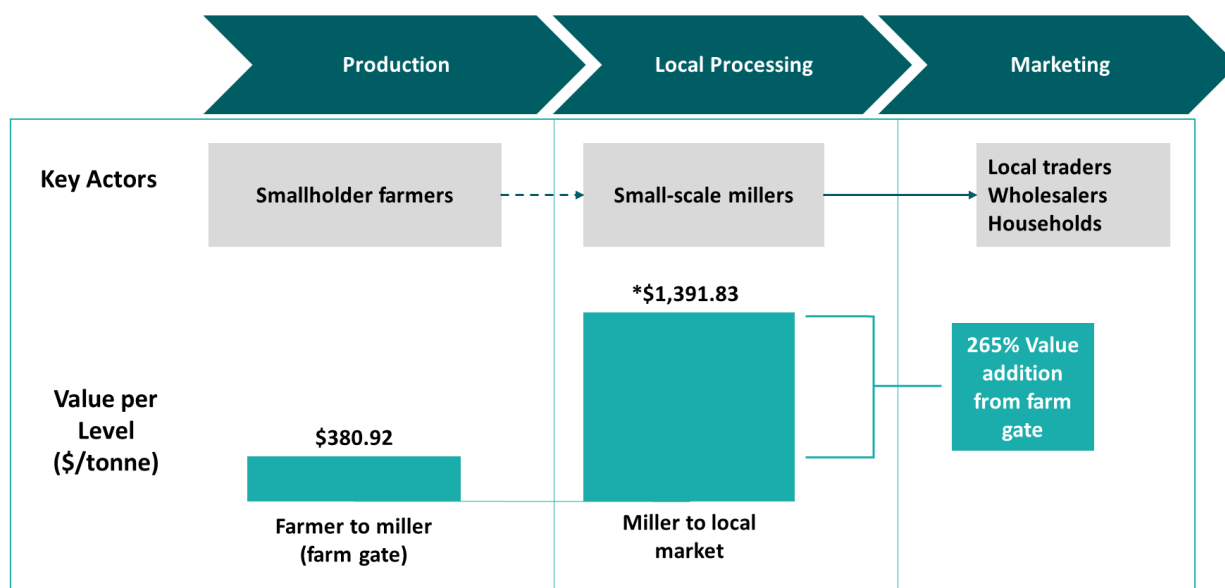 Production
Local Processing
Marketing
Key Actors
Smallholder farmers
Small-scale millers
Local traders
Wholesalers
Households
Value per
Level
($/tonne)
$380.92
*$1,391.83
265% Value
addition
from farm
gate
Farmer to miller
(farm gate)
Miller to local
market